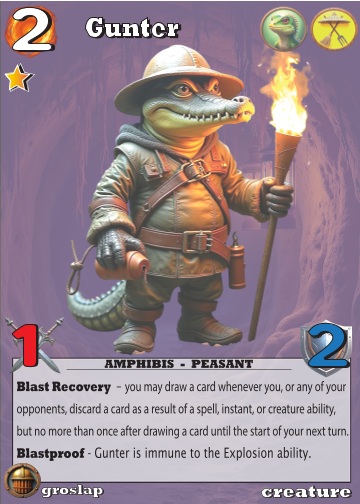 2 Gunter
1 2
AMPHIBIS - PEASANT
Blast Recovery – you may draw a card whenever you, or any of your
opponents, discard a card as a result of a spell, instant, or creature ability,
but no more than once after drawing a card until the start of your next turn.
Blastproof - Gunter is immune to the Explosion ability.
groslap creature